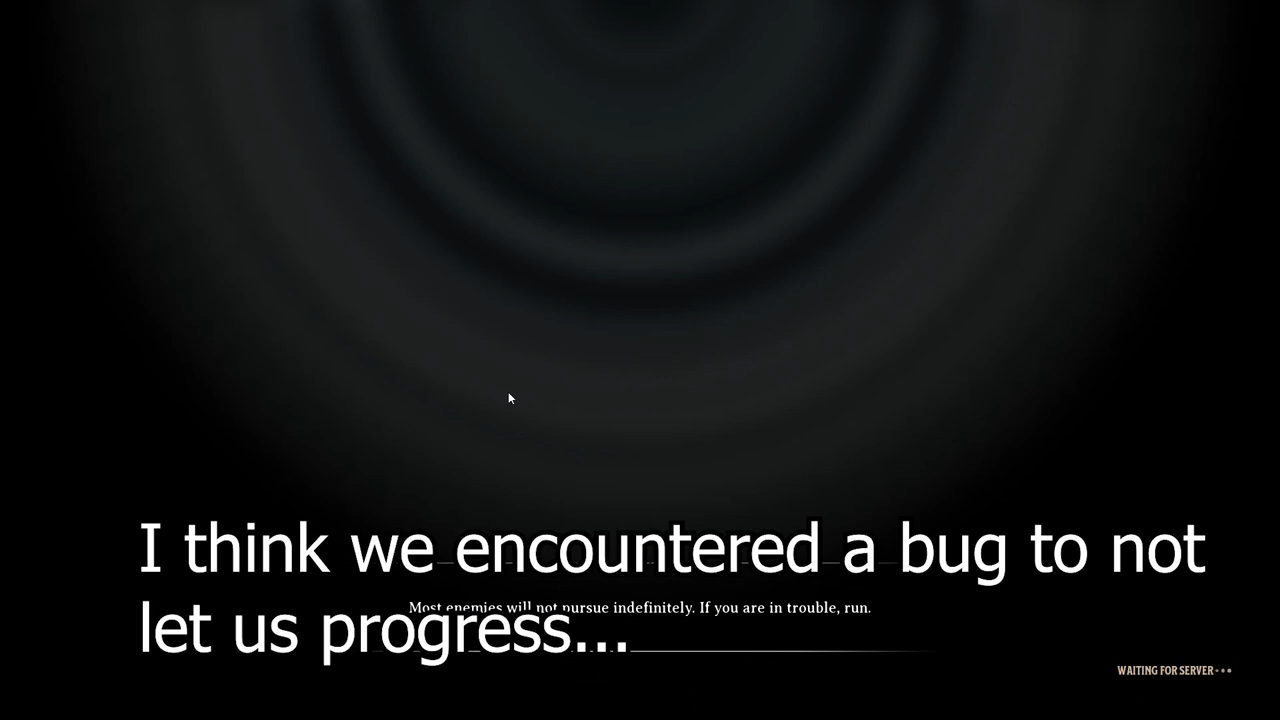 I think we encountered a bug to not
Most enemies will not pursue indefinitely. If you are in trouble, run.
let us progress...
WAITING FOR SERVER...